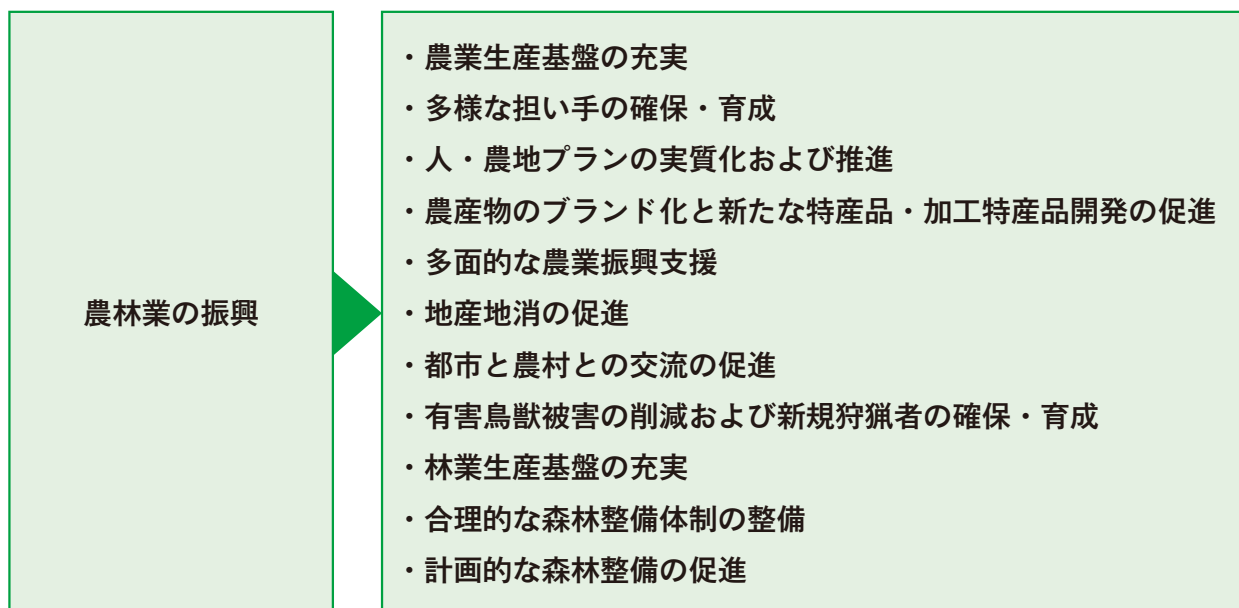 農林業の振興
・農業生産基盤の充実
・多様な担い手の確保・育成
・人・農地プランの実質化および推進
・農産物のブランド化と新たな特産品・加工特産品開発の促進
・多面的な農業振興支援
・地産地消の促進
・都市と農村との交流の促進
・有害鳥獣被害の削減および新規狩猟者の確保・育成
・林業生産基盤の充実
・合理的な森林整備体制の整備
・計画的な森林整備の促進